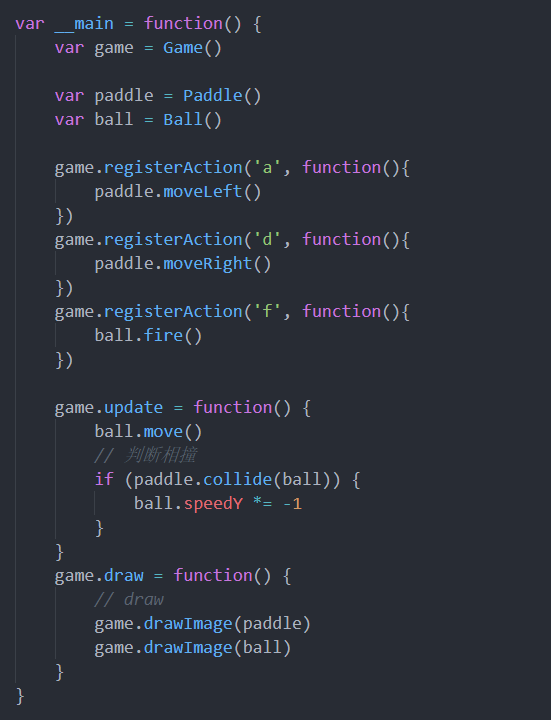 var __main = function() {
    var game = Game()

    var paddle = Paddle()
    var ball = Ball()

    game.registerAction('a', function(){
        paddle.moveLeft()
    })
    game.registerAction('d', function(){
        paddle.moveRight()
    })
    game.registerAction('f', function(){
        ball.fire()
    })

    game.update = function() {
        ball.move()
        // 判断相撞
        if (paddle.collide(ball)) {
            ball.speedY *= -1
        }
    }
    game.draw = function() {
        // draw
        game.drawImage(paddle)
        game.drawImage(ball)
    }
}